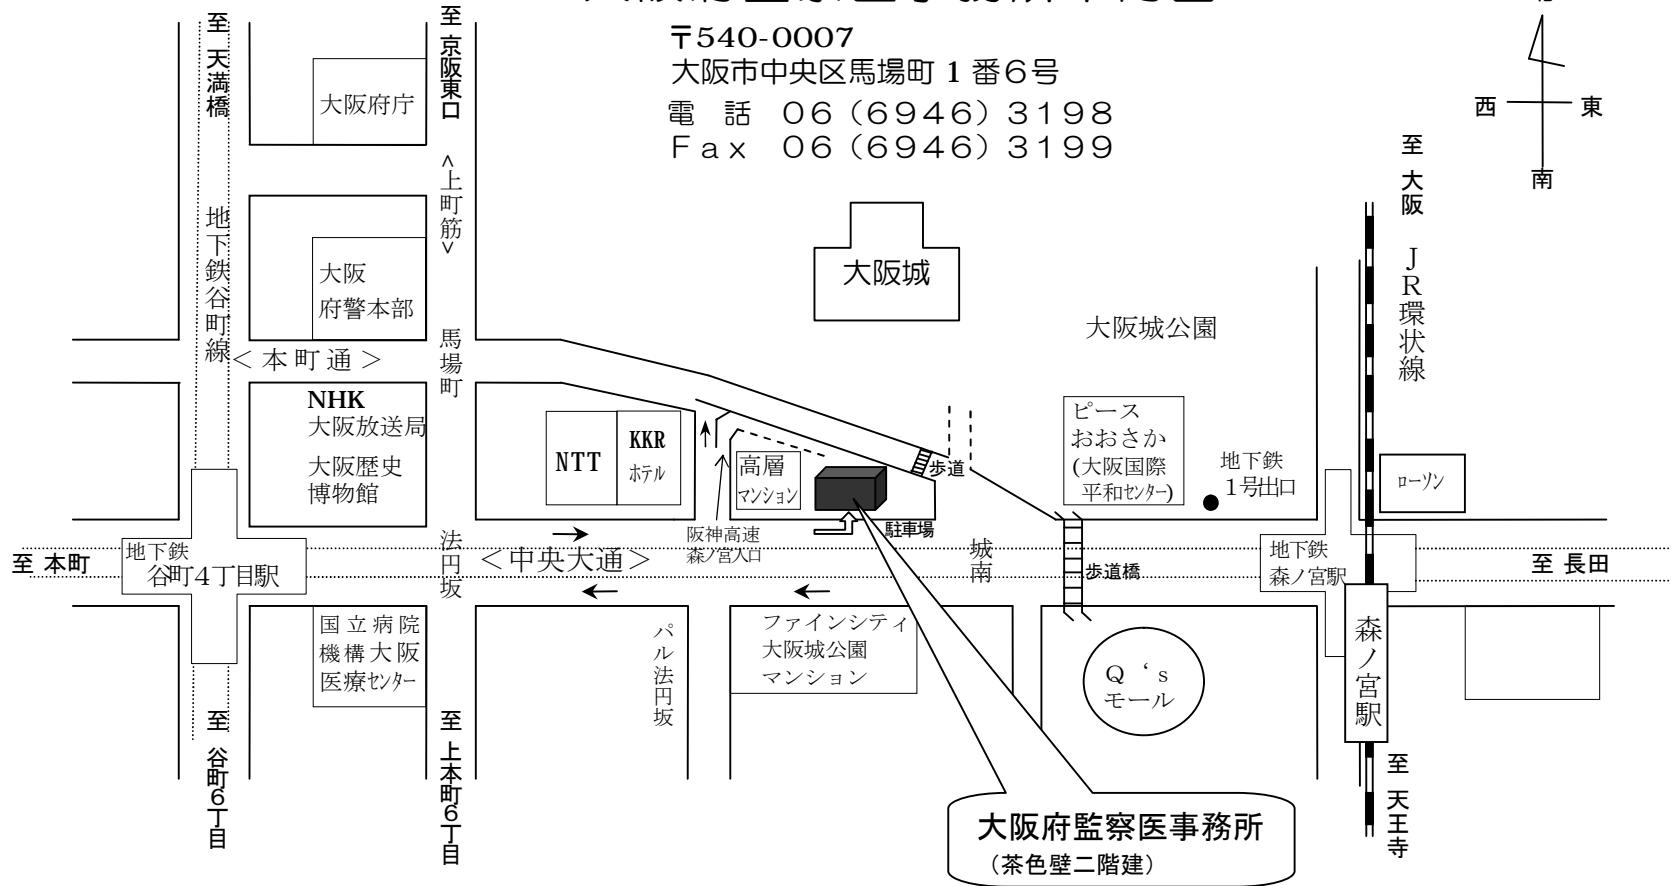 〒540-0007
大阪市中央区馬場町 1 番6号
電 話 06（6946）3198
Fax 06（6946）3199
西
東
南
至 天満橋
至 京阪東口
大阪府庁
<上町筋>
地下鉄谷町線
大阪
府警本部
大阪城
大阪城公園
至 大阪
JR環状線
＜本町通＞
馬場町
NHK
大阪放送局
大阪歴史
博物館
NTT
KKR
ホテル
高層
マンション
歩道
ピース
おおさか
(大阪国際
平和センター)
地下鉄
1号出口
ローソン
阪神高速
森ノ宮入口
駐車場
至 本町
地下鉄
谷町4丁目駅
法円坂
＜中央大通＞
城南
歩道橋
地下鉄
森ノ宮駅
至 長田
国立病院
機構大阪
医療センター
パル法円坂
ファインシティ
大阪城公園
マンション
Q‘s
モール
森ノ宮駅
至 谷町6丁目
至 上本町6丁目
至 天王寺
大阪府監察医事務所
（茶色壁二階建）